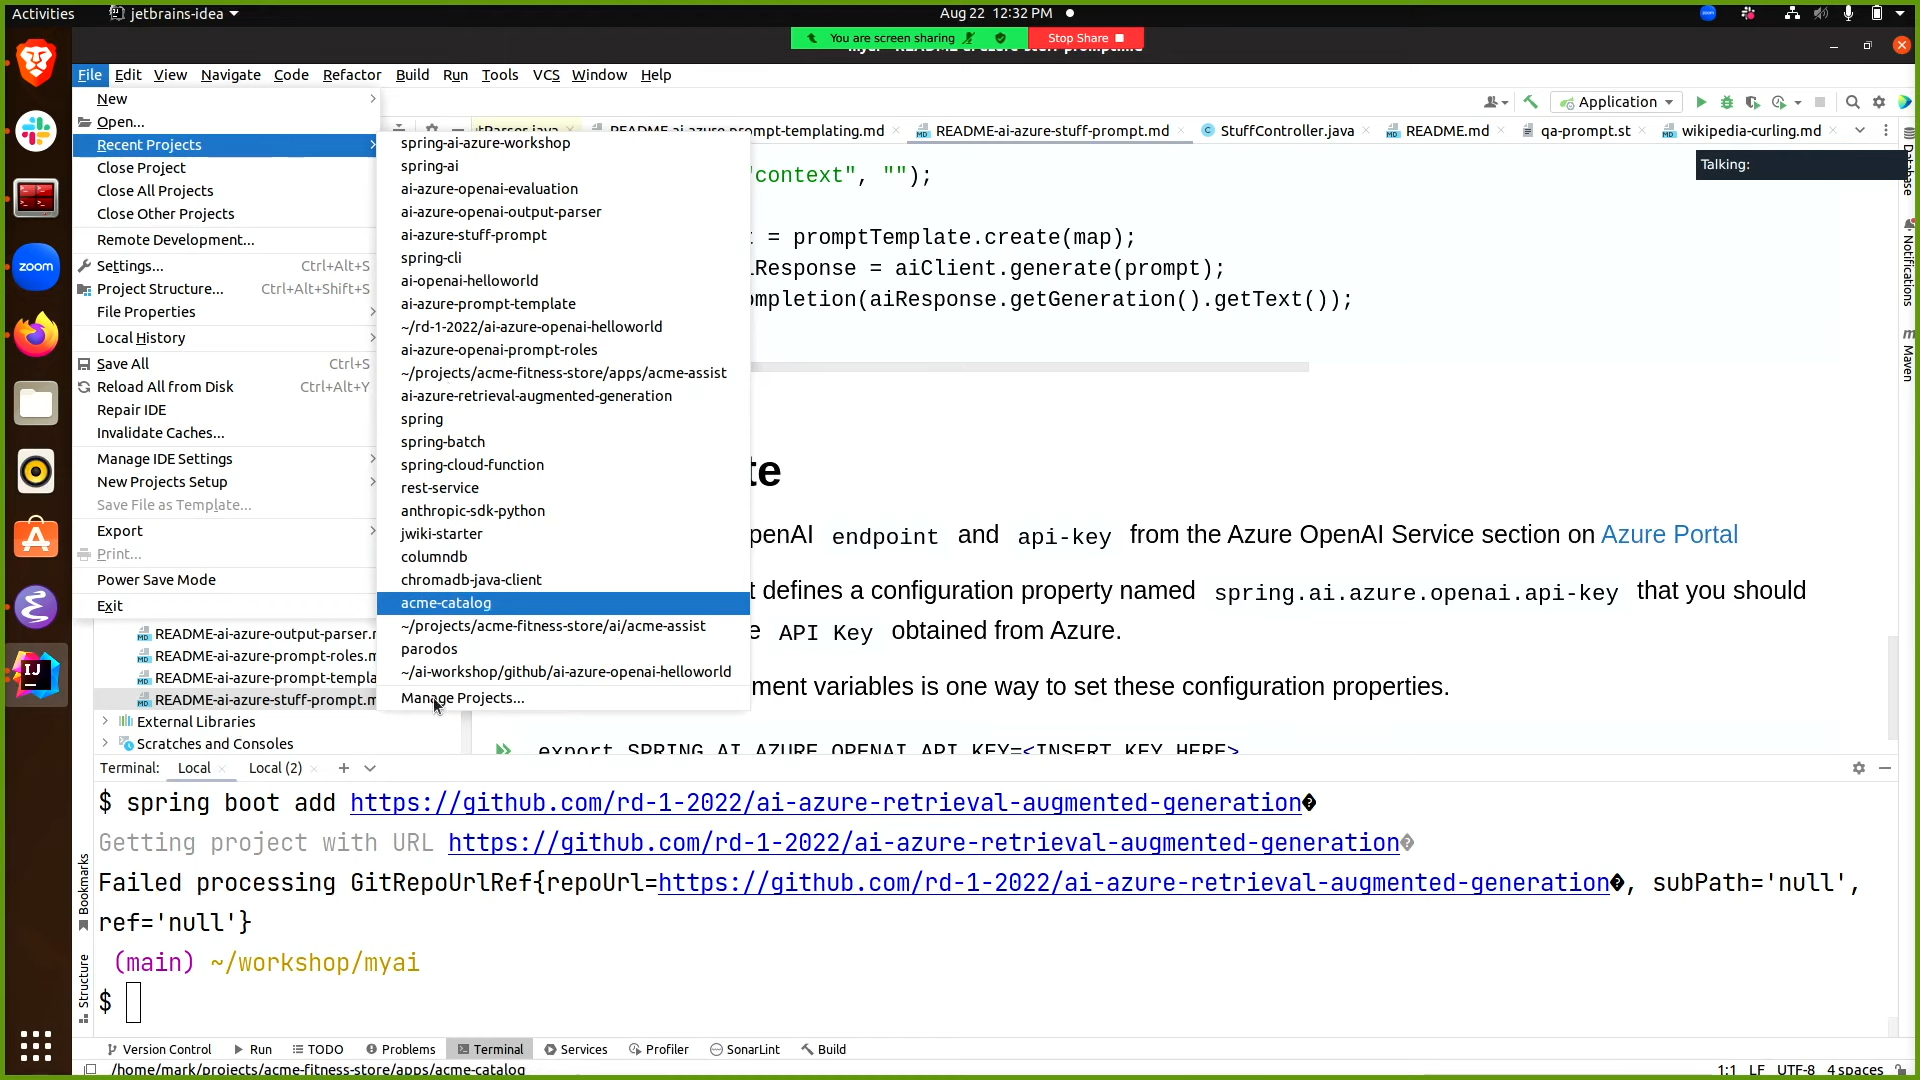 Activities
jetbrains-idea
Aug 22 12:32 PM
You are screen sharing
Stop Share
File Edit View Navigate Code Refactor Build Run Tools VCS Window Help
Application
README-ai-azure-prompt-templating.md
README-ai-azure-stuff-prompt.md
StuffController.java
README.md
qa-prompt.st
wikipedia-curling.md
Talking:
New
Open...
Recent Projects
Close Project
Close All Projects
Close Other Projects
Remote Development...
Settings... Ctrl+Alt+S
Project Structure... Ctrl+Alt+Shift+S
File Properties
Local History
Save All Ctrl+S
Reload All from Disk Ctrl+Alt+Y
Repair IDE
Invalidate Caches...
Manage IDE Settings
New Projects Setup
Save File as Template...
Export
Print...
Power Save Mode
Exit
spring-ai-azure-workshop
spring-ai
ai-azure-openai-evaluation
ai-azure-openai-output-parser
ai-azure-stuff-prompt
spring-cli
ai-openai-helloworld
ai-azure-prompt-template
~/rd-1-2022/ai-azure-openai-helloworld
ai-azure-openai-prompt-roles
~/projects/acme-fitness-store/apps/acme-assist
ai-azure-retrieval-augmented-generation
spring
spring-batch
spring-cloud-function
rest-service
anthropic-sdk-python
jwiki-starter
columndb
chromadb-java-client
acme-catalog
~/projects/acme-fitness-store/ai/acme-assist
parodos
~/ai-workshop/github/ai-azure-openai-helloworld
Manage Projects...
"context", "");
= promptTemplate.create(map);
Response = aiClient.generate(prompt);
ompletion(aiResponse.getGeneration().getText());
te
penAI endpoint and api-key from the Azure OpenAI Service section on Azure Portal
t defines a configuration property named spring.ai.azure.openai.api-key that you should
e API Key obtained from Azure.
ment variables is one way to set these configuration properties.
export SPRING_AI_AZURE_OPENAI_API_KEY=<INSERT KEY HERE>
Database
Notifications
Maven
README-ai-azure-output-parser.r
README-ai-azure-prompt-roles.m
README-ai-azure-prompt-templa
README-ai-azure-stuff-prompt.m
External Libraries
Scratches and Consoles
Terminal: Local Local (2)
$ spring boot add https://github.com/rd-1-2022/ai-azure-retrieval-augmented-generation�
Getting project with URL https://github.com/rd-1-2022/ai-azure-retrieval-augmented-generation�
Failed processing GitRepoUrlRef{repoUrl=https://github.com/rd-1-2022/ai-azure-retrieval-augmented-generation�, subPath='null',
ref='null'}
(main) ~/workshop/myai
$
Bookmarks
Structure
Version Control Run TODO Problems Terminal Services Profiler SonarLint Build
/home/mark/projects/acme-fitness-store/apps/acme-catalog
1:1 LF UTF-8 4 spaces
zoom
IJ